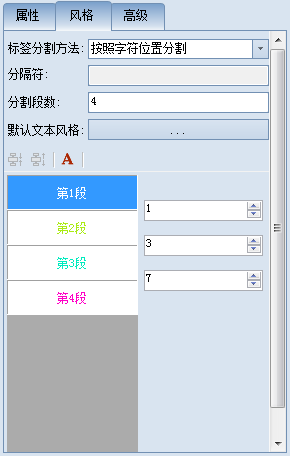 属性 风格 高级
标签分割方法: 按照字符位置分割
分隔符:
分割段数: 4
默认文本风格: ...
A
第1段
1
第2段
3
第3段
7
第4段